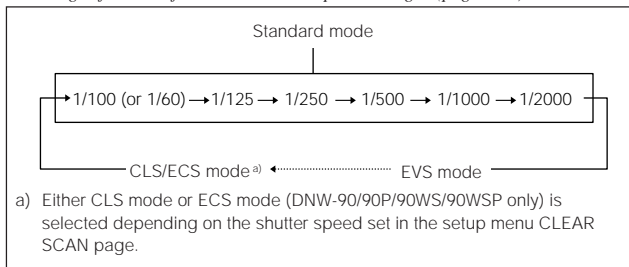 Standard mode
1/100 (or 1/60) → 1/125 → 1/250 → 1/500 → 1/1000 → 1/2000
CLS/ECS mode a) EVS mode
a) Either CLS mode or ECS mode (DNW-90/90P/90WS/90WSP only) is
selected depending on the shutter speed set in the setup menu CLEAR
SCAN page.